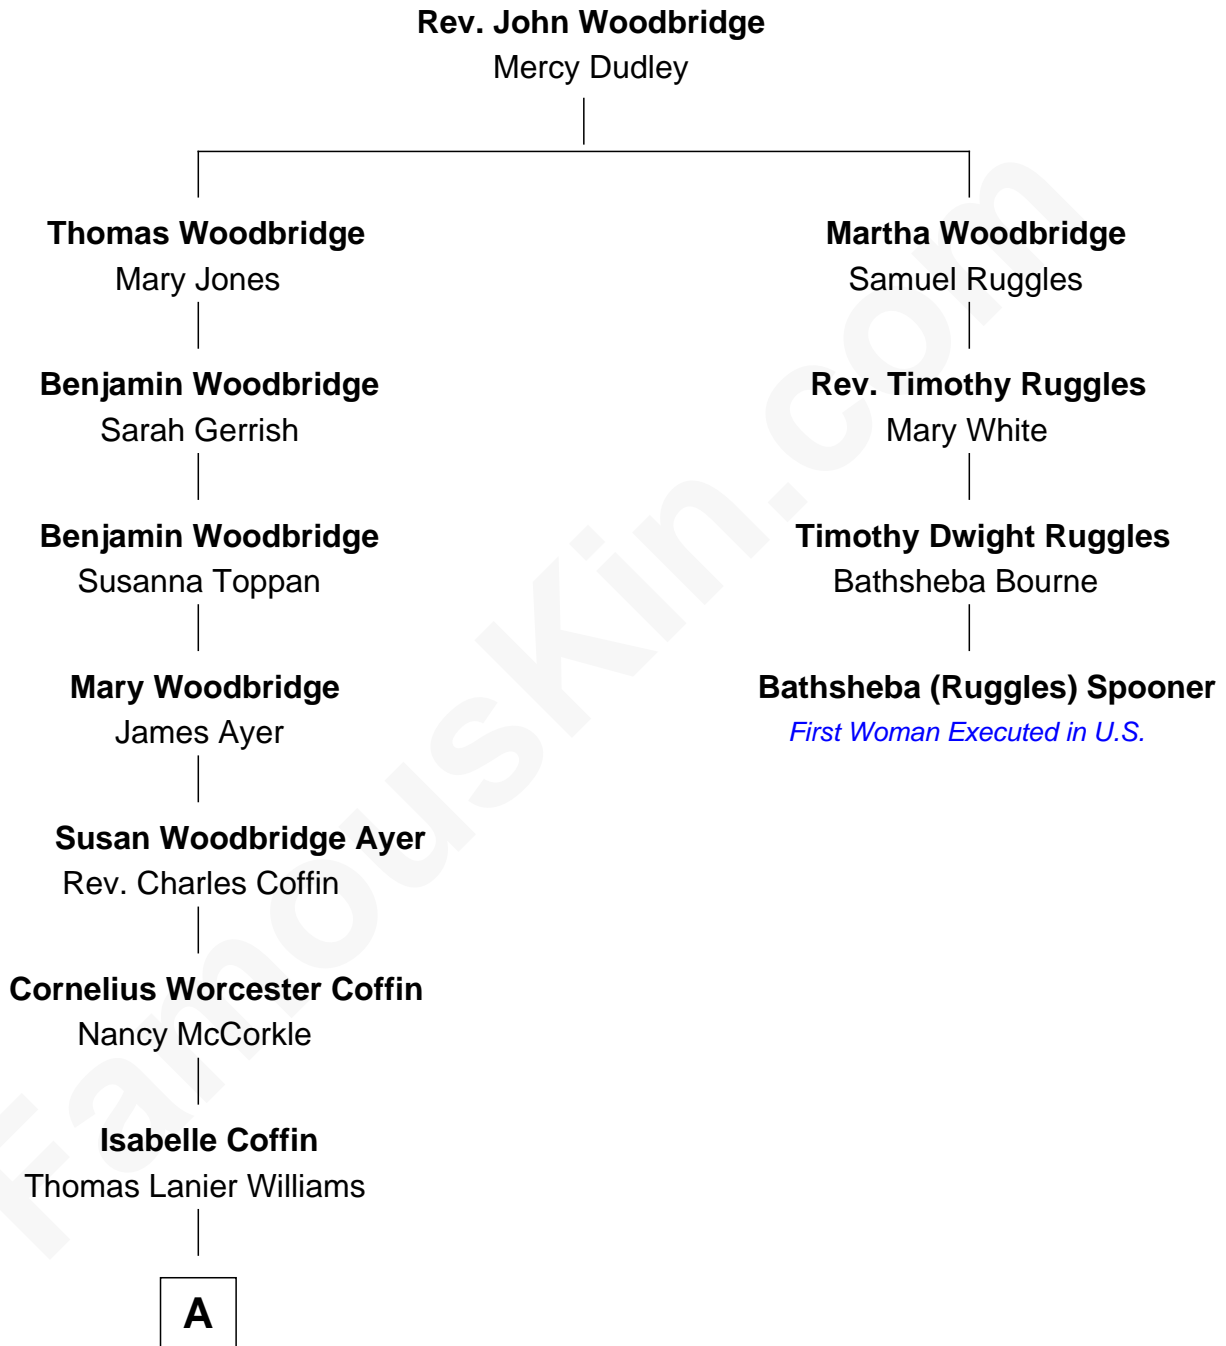 Rev. John Woodbridge
Mercy Dudley
Thomas Woodbridge
Mary Jones
Benjamin Woodbridge
Sarah Gerrish
Benjamin Woodbridge
Susanna Toppan
Mary Woodbridge
James Ayer
Susan Woodbridge Ayer
Rev. Charles Coffin
Cornelius Worcester Coffin
Nancy McCorkle
Isabelle Coffin
Thomas Lanier Williams
A
Martha Woodbridge
Samuel Ruggles
Rev. Timothy Ruggles
Mary White
Timothy Dwight Ruggles
Bathsheba Bourne
Bathsheba (Ruggles) Spooner
First Woman Executed in U.S.
FamousKin.com